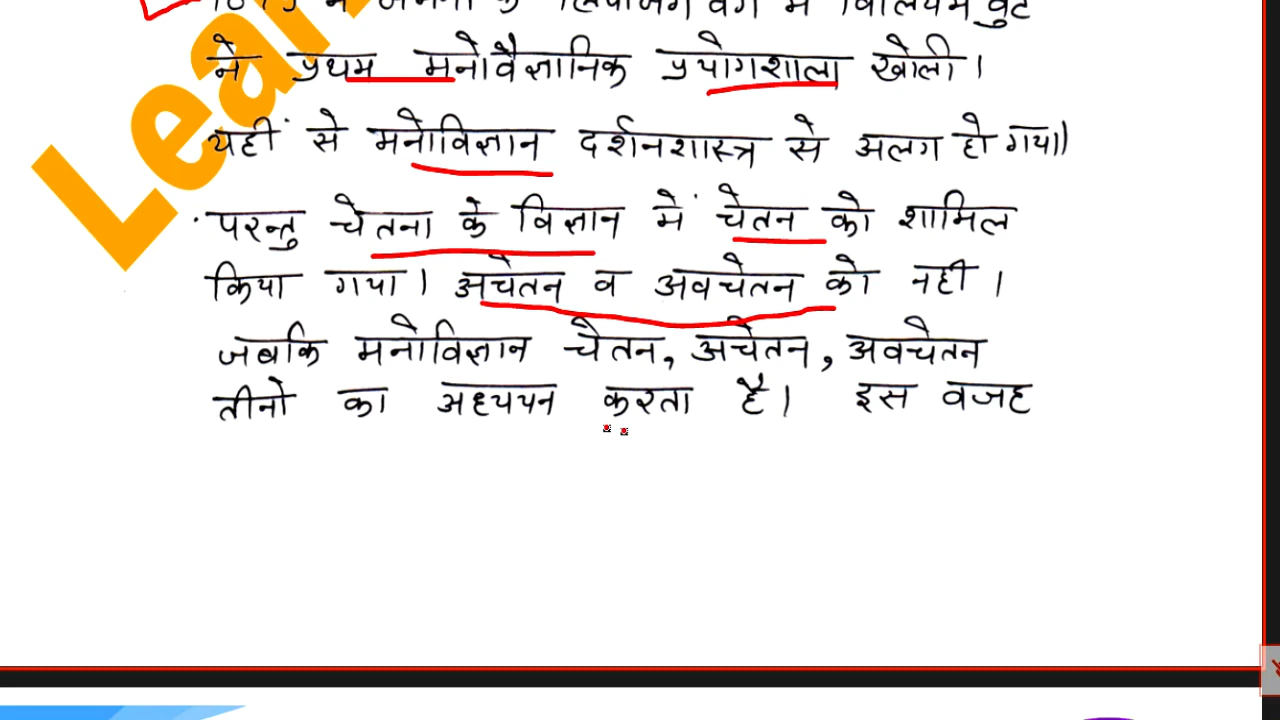 ने प्रथम मनोवैज्ञानिक प्रयोगशाला खोली।
यहीं से मनोविज्ञान दर्शनशास्त्र से अलग हो गया)
परन्तु चेतना के विज्ञान में चेतन को शामिल
किया गया। अचेतन व अवचेतन को नही।
जबकि मनोविज्ञान चेतन, अचेतन, अवचेतन
तीनो का अध्ययन करता है। इस वजह
Lear